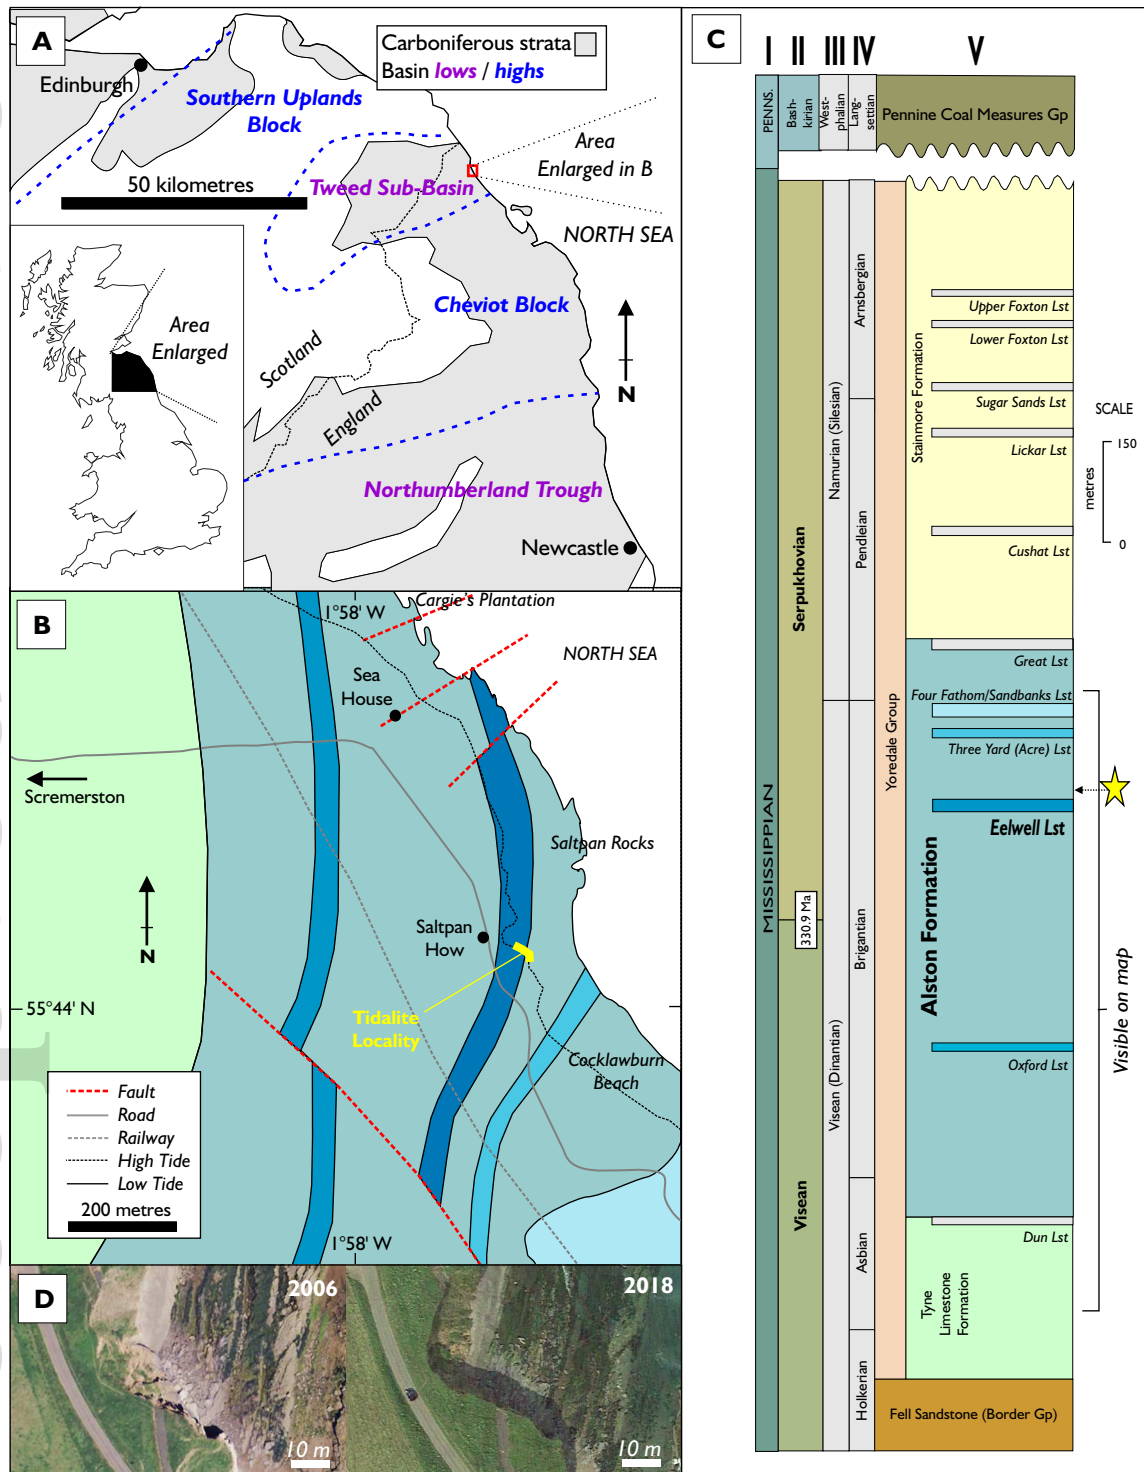 A
Carboniferous strata
Basin lows / highs
Edinburgh
Southern Uplands
Block
50 kilometres
Tweed Sub-Basin
Area
Enlarged in B
NORTH SEA
Cheviot Block
Area
Enlarged
Scotland
England
N
Northumberland Trough
Newcastle
B
1°58' W
Cargie's Plantation
NORTH SEA
Sea
House
Scremerston
Saltpan Rocks
N
Saltpan
How
55°44' N
Tidalite
Locality
Cocklawburn
Beach
Fault
Road
Railway
High Tide
Low Tide
200 metres
1°58' W
D
2006
10 m
2018
10 m
C
I II III IV V
PENNS.
Bash-
kirian
West-
phalian
Lang-
settian
Pennine Coal Measures Gp
MISSISSIPPIAN
Serpukhovian
330.9 Ma
Visean
Namurian (Silesian)
Visean (Dinantian)
Arnsbergian
Pendleian
Brigantian
Asbian
Holkerian
Yoredale Group
Stainmore Formation
Upper Foxton Lst
Lower Foxton Lst
Sugar Sands Lst
Lickar Lst
Cushat Lst
Great Lst
Four Fathom/Sandbanks Lst
Three Yard (Acre) Lst
Eelwell Lst
Alston Formation
Oxford Lst
Dun Lst
Tyne
Limestone
Formation
Fell Sandstone (Border Gp)
SCALE
150
metres
0
Visible on map